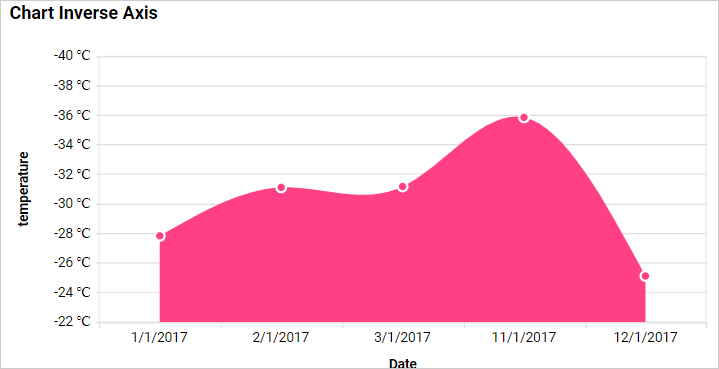 Chart Inverse Axis
-40 °C
-38 °C
-36 °C
-34 °C
-32 °C
-30 °C
-28 °C
-26 °C
-24 °C
-22 °C
temperature
1/1/2017
2/1/2017
3/1/2017
11/1/2017
12/1/2017
Date